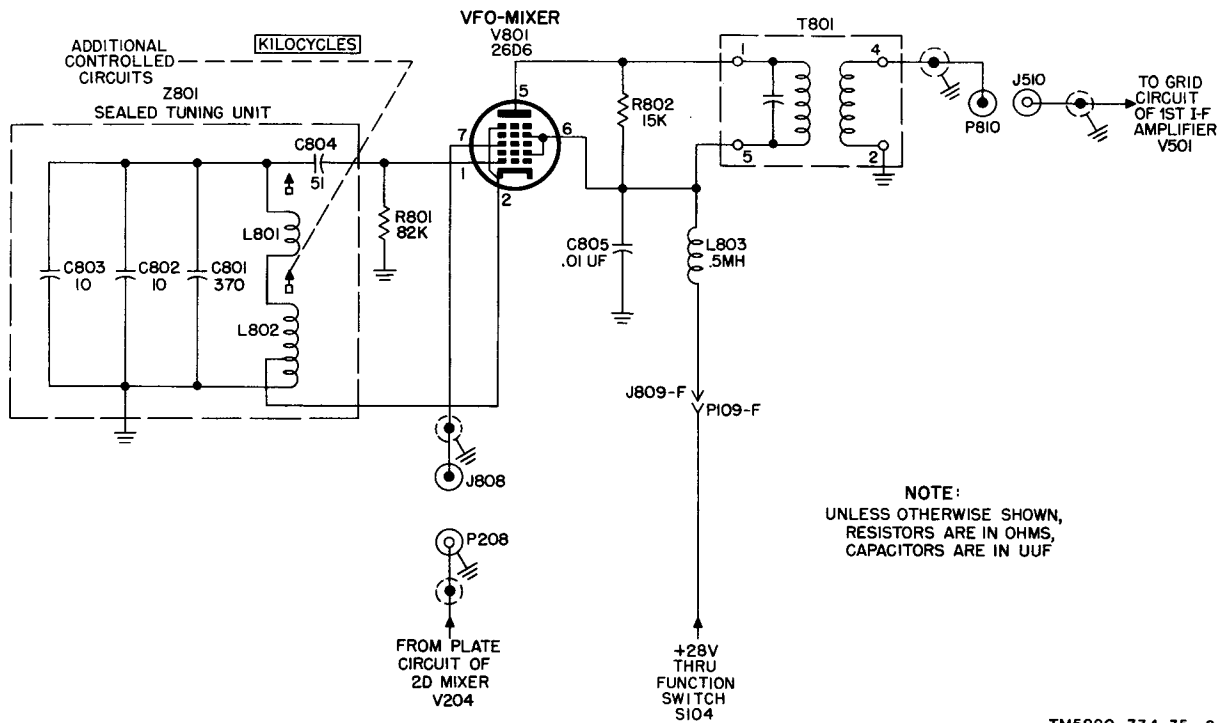 VFO-MIXER
V801
26D6
T801
ADDITIONAL
CONTROLLED
CIRCUITS
KILOCYCLES
Z801
SEALED TUNING UNIT
C804
51
5
7
6
1
2
R802
15K
1
4
5
2
P810
J510
TO GRID
CIRCUIT
OF 1ST I-F
AMPLIFIER
V501
R801
82K
L801
L802
C803
10
C802
10
C801
370
C805
.01 UF
L803
.5MH
J809-F
P109-F
J808
P208
FROM PLATE
CIRCUIT OF
2D MIXER
V204
+28V
THRU
FUNCTION
SWITCH
S104
NOTE:
UNLESS OTHERWISE SHOWN,
RESISTORS ARE IN OHMS,
CAPACITORS ARE IN UUF